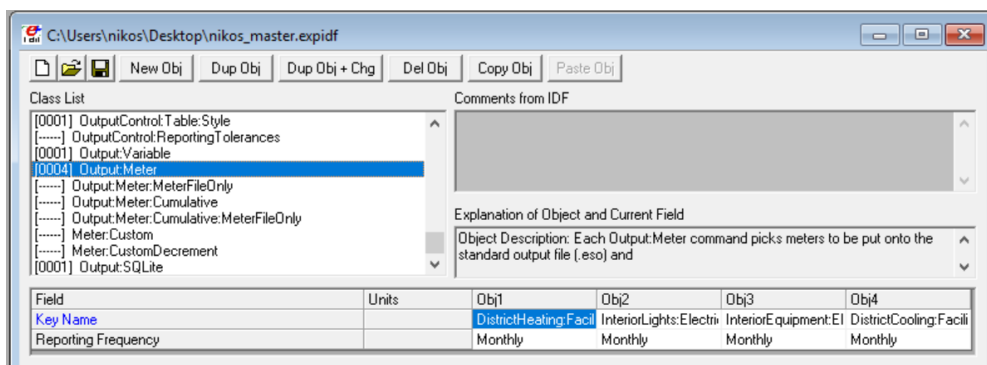 C:\Users\nikos\Desktop\nikos_master.expidf
New Obj Dup Obj Dup Obj + Chg Del Obj Copy Obj Paste Obj
Class List
Comments from IDF
[0001] OutputControl:Table:Style
[------] OutputControl:ReportingTolerances
[0001] Output:Variable
[0004] Output:Meter
[------] Output:Meter:MeterFileOnly
[------] Output:Meter:Cumulative
[------] Output:Meter:Cumulative:MeterFileOnly
[------] Meter:Custom
[------] Meter:CustomDecrement
[0001] Output:SQLite
Explanation of Object and Current Field
Object Description: Each Output:Meter command picks meters to be put onto the
standard output file (.eso) and
Field Units Obj1 Obj2 Obj3 Obj4
Key Name DistrictHeating:Facil InteriorLights:Electri InteriorEquipment:El DistrictCooling:Facili
Reporting Frequency Monthly Monthly Monthly Monthly